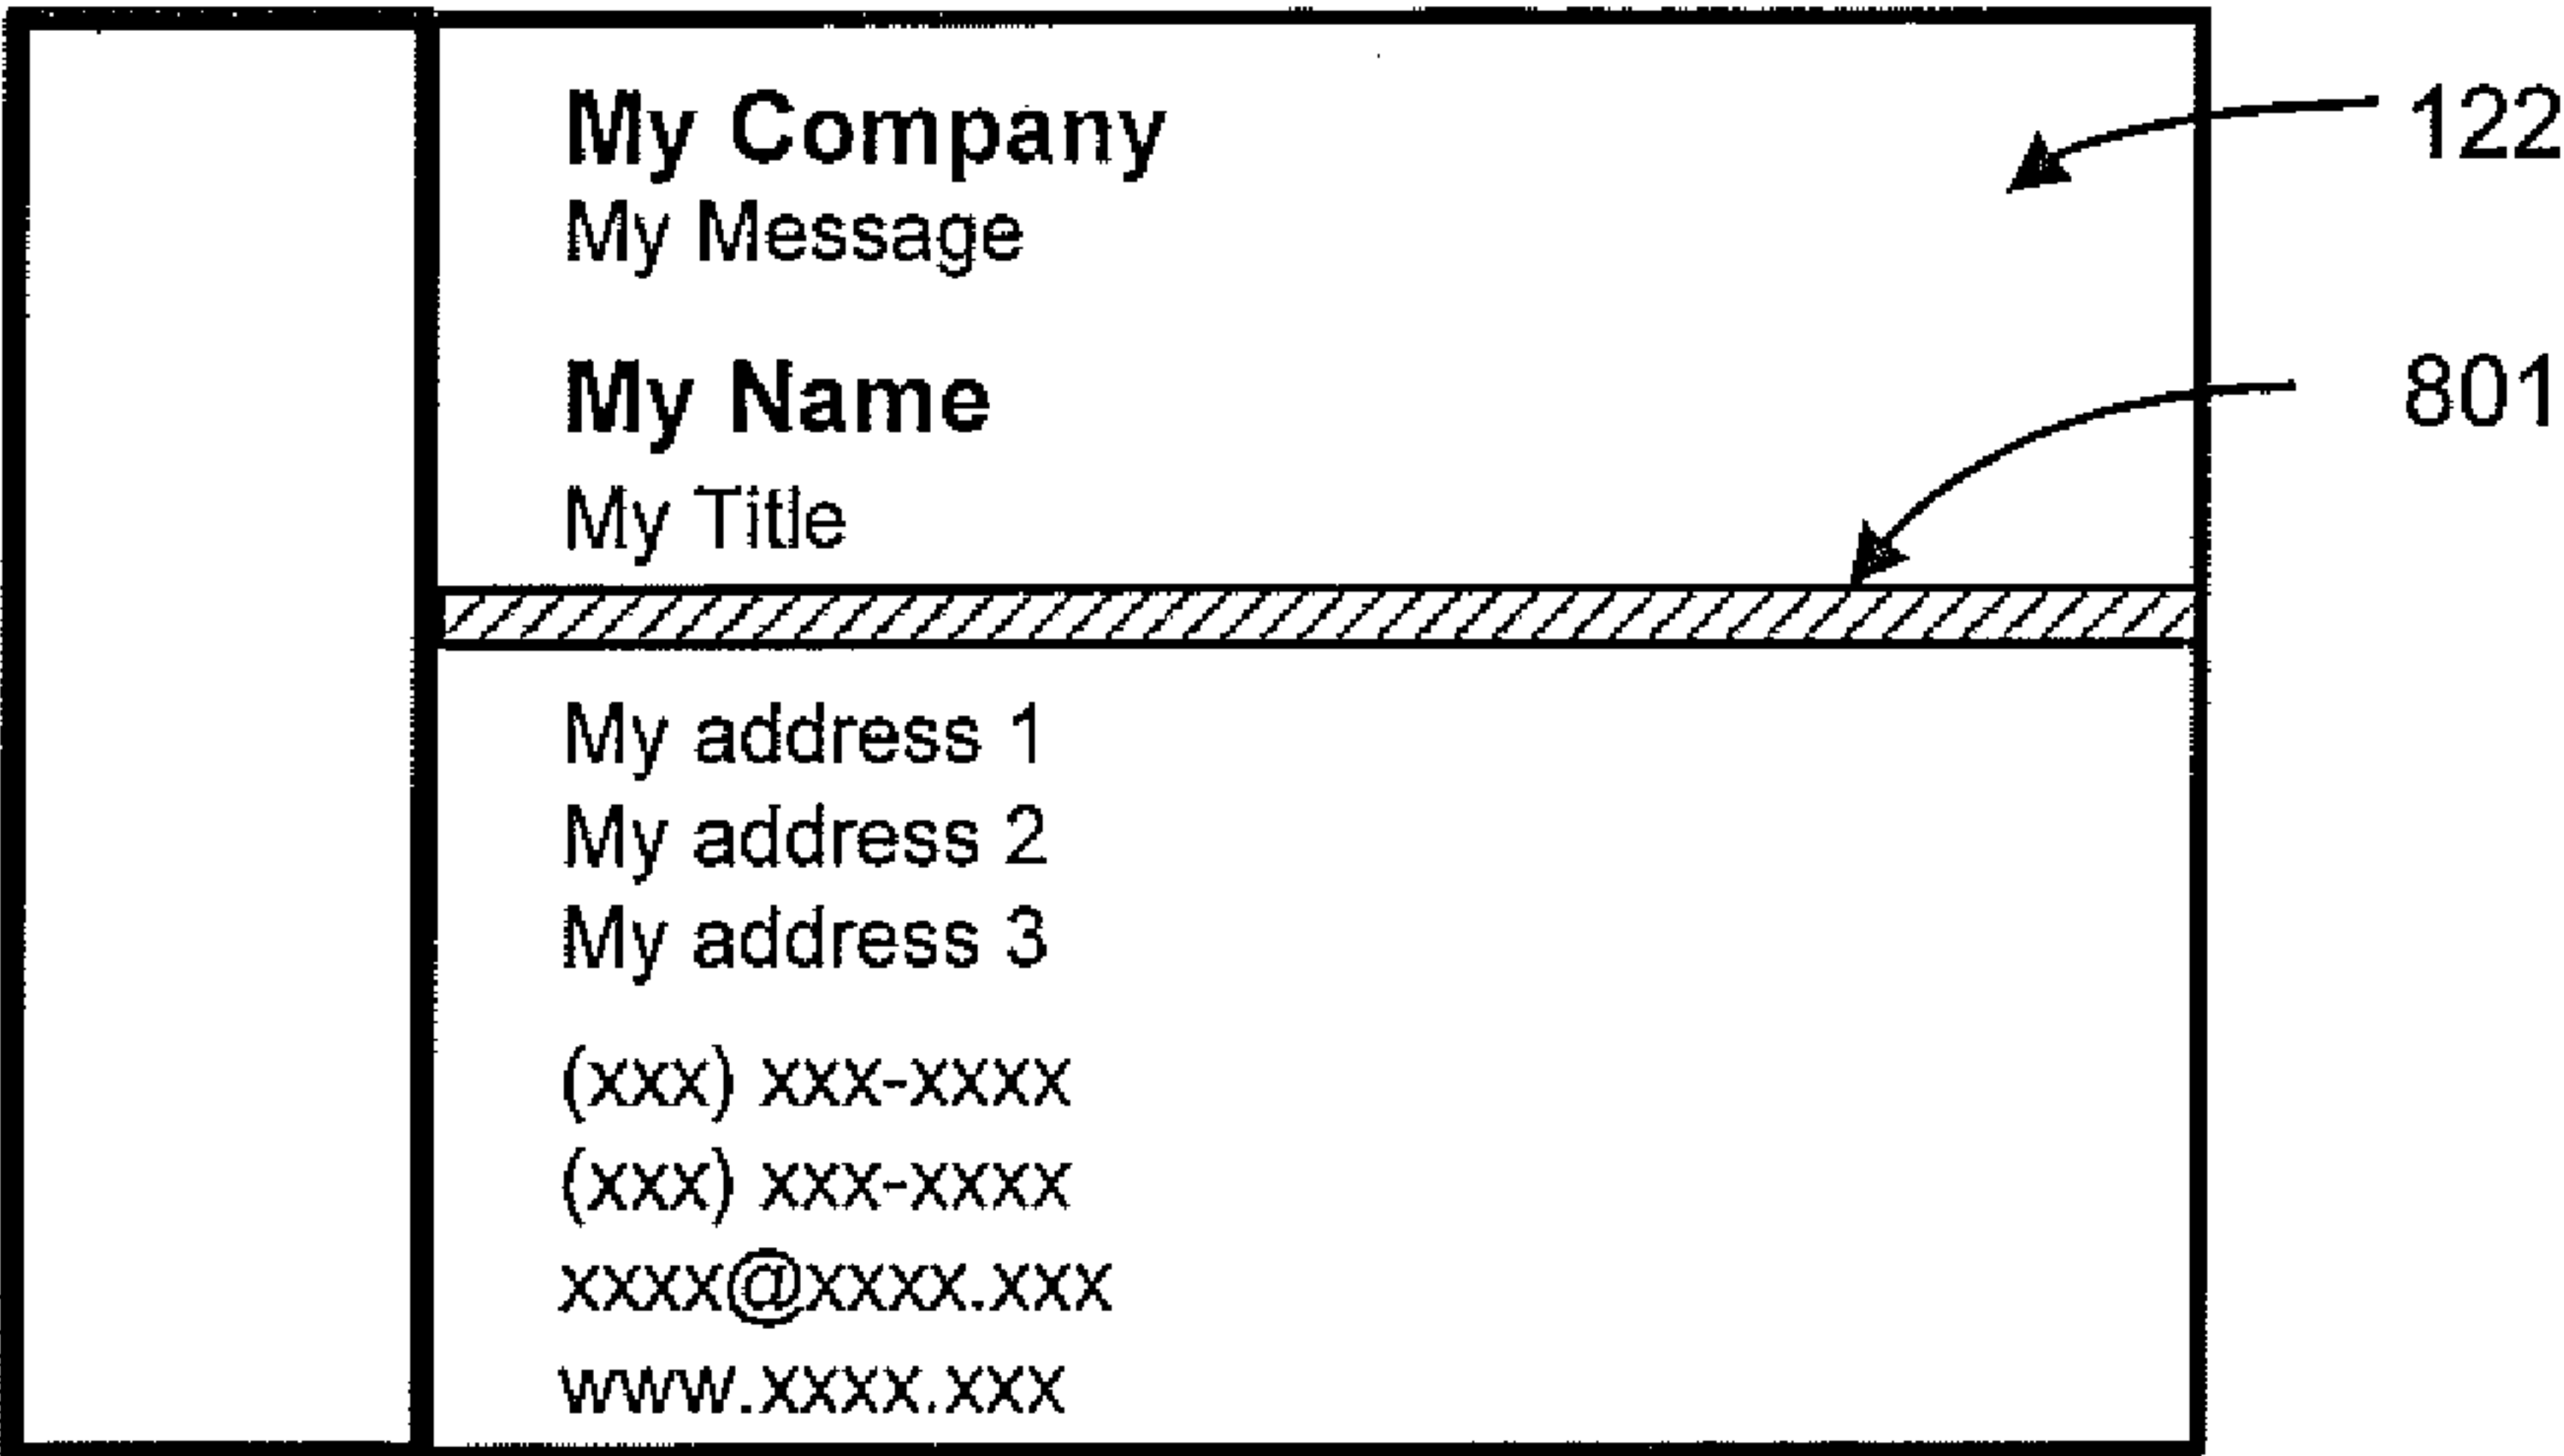 My Company
122
My Message
My Name
801
My Title
My address 1
My address 2
My address 3
(xxx) xxx-xxxx
(xxx) xxx-xxxx
xxxx@xxxx.xxx
www.xxxx.xxx